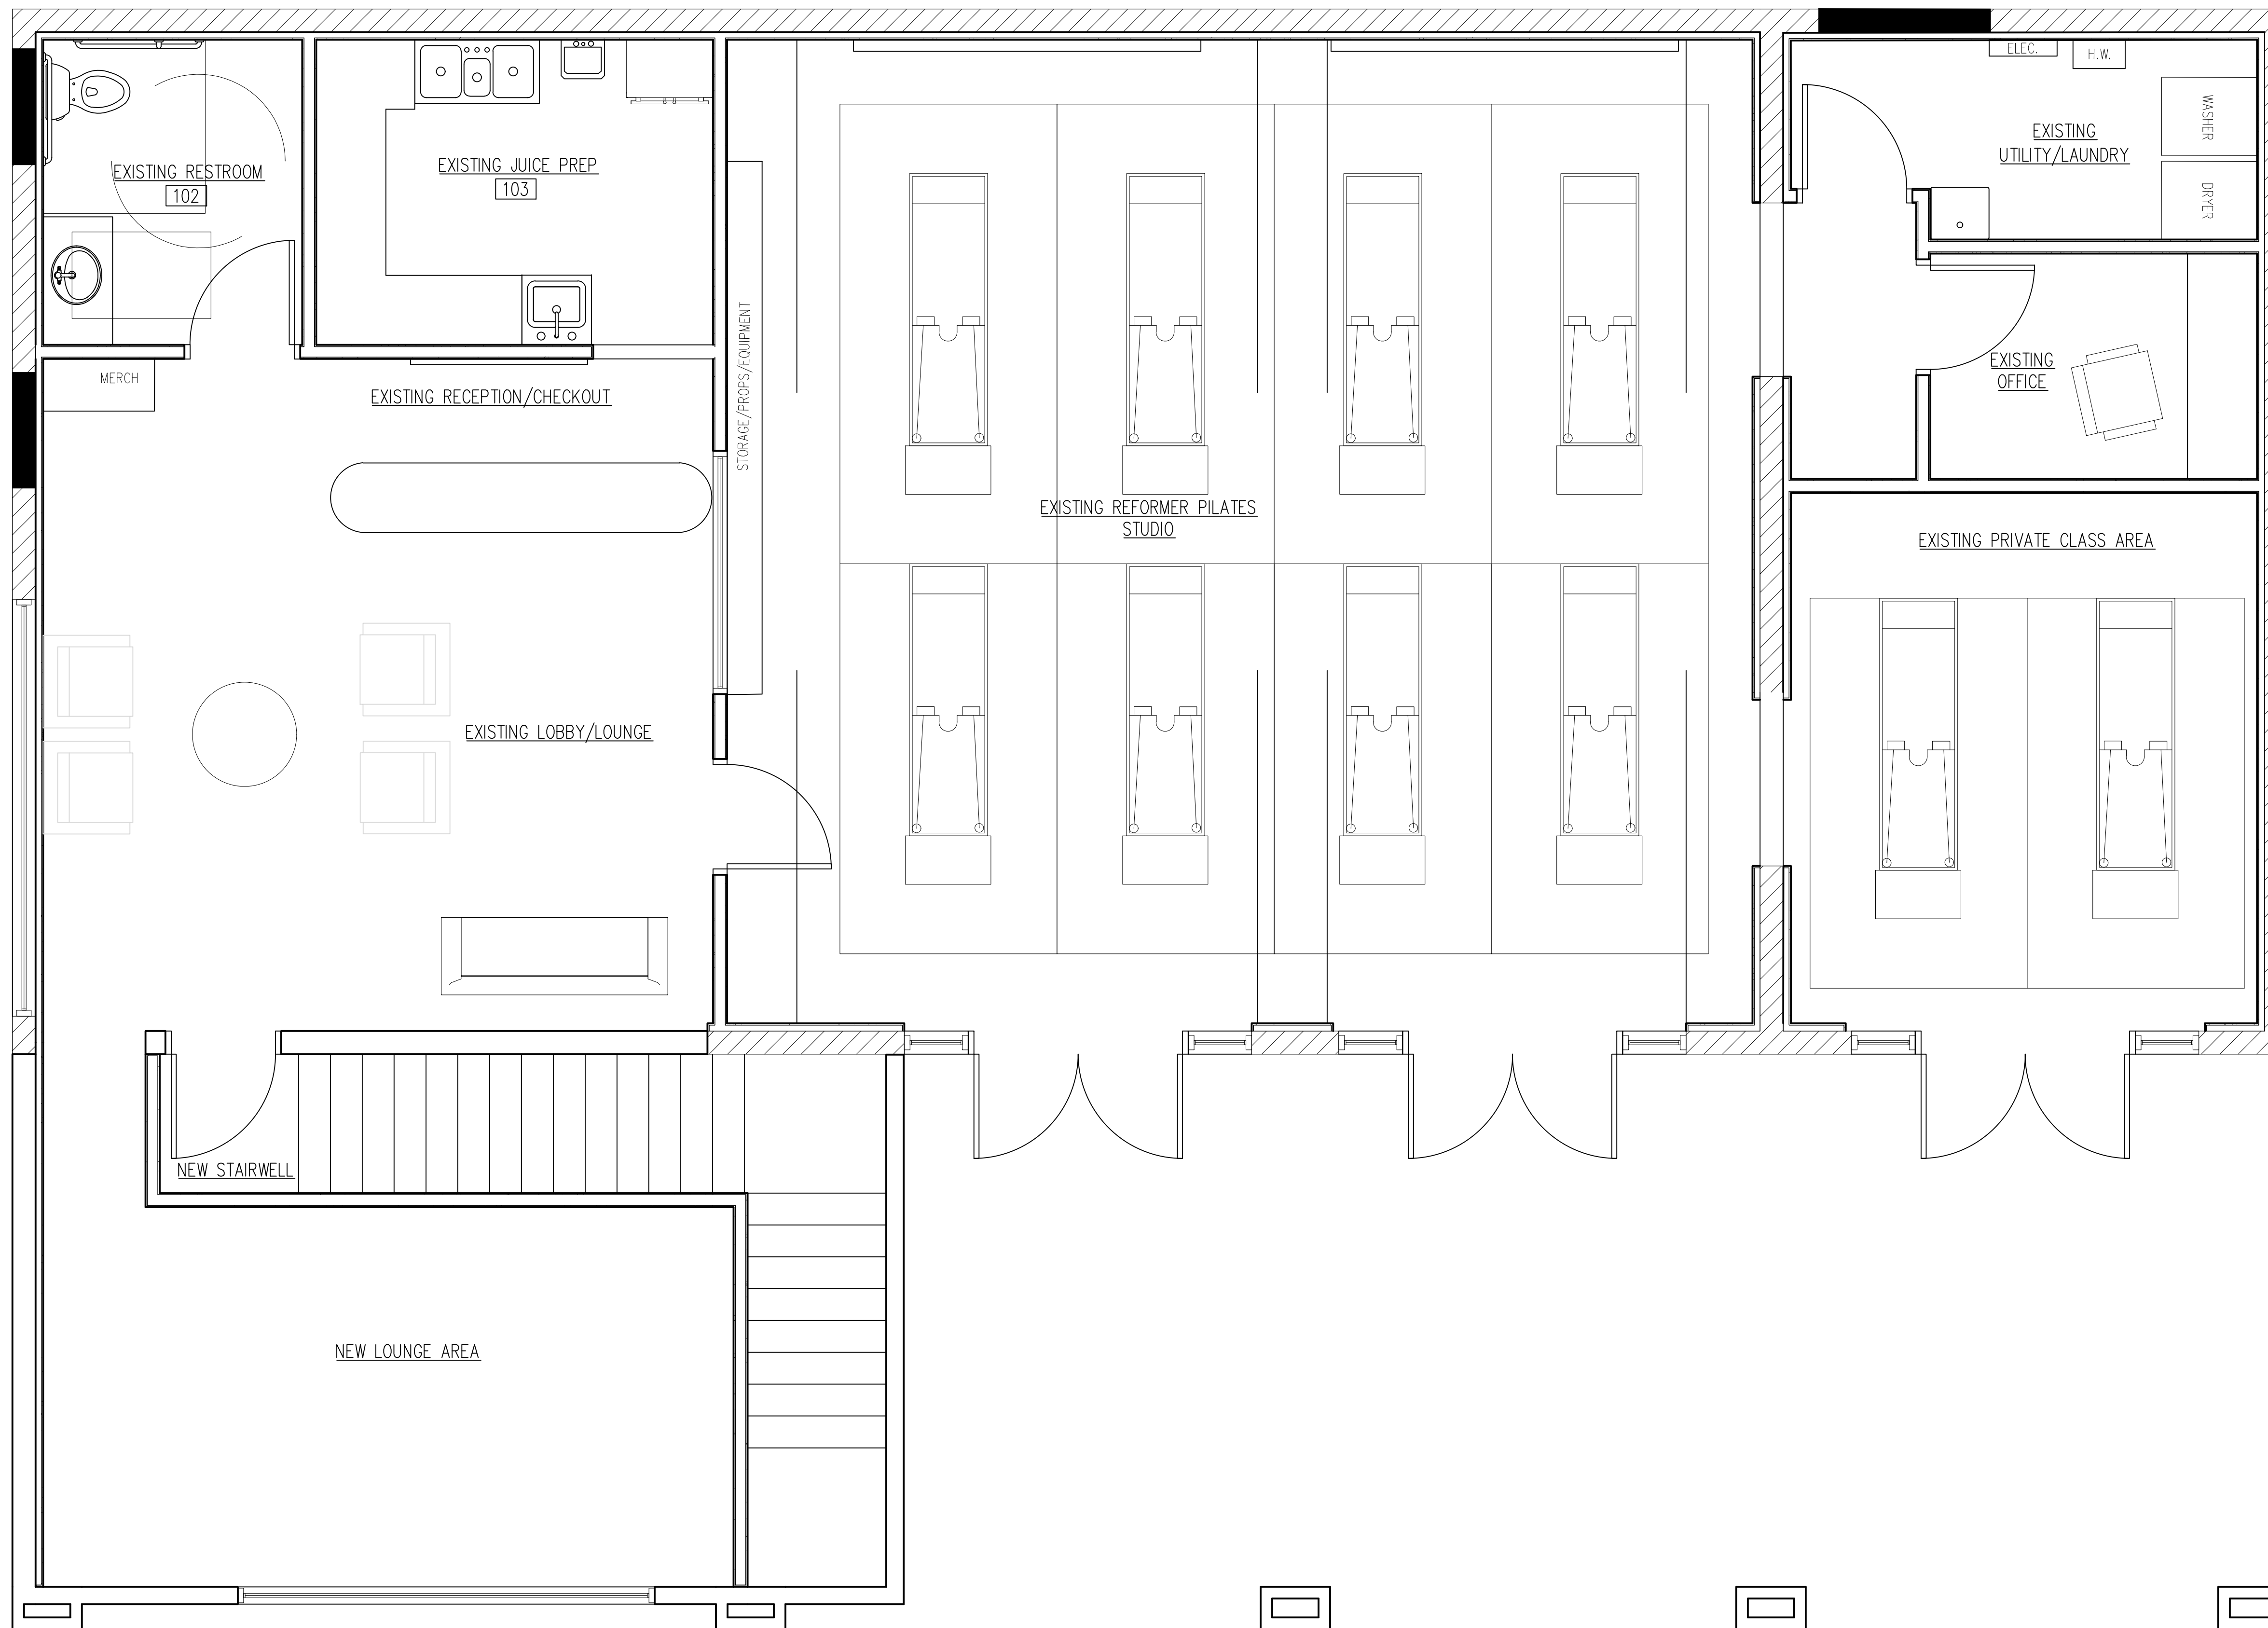 ELEC.
H.W.
WASHER
EXISTING
UTILITY/LAUNDRY
DRYER
EXISTING RESTROOM
102
EXISTING JUICE PREP
103
MERCH
EXISTING RECEPTION/CHECKOUT
STORAGE/PROPS/EQUIPMENT
EXISTING
OFFICE
EXISTING REFORMER PILATES
STUDIO
EXISTING PRIVATE CLASS AREA
EXISTING LOBBY/LOUNGE
NEW STAIRWELL
NEW LOUNGE AREA